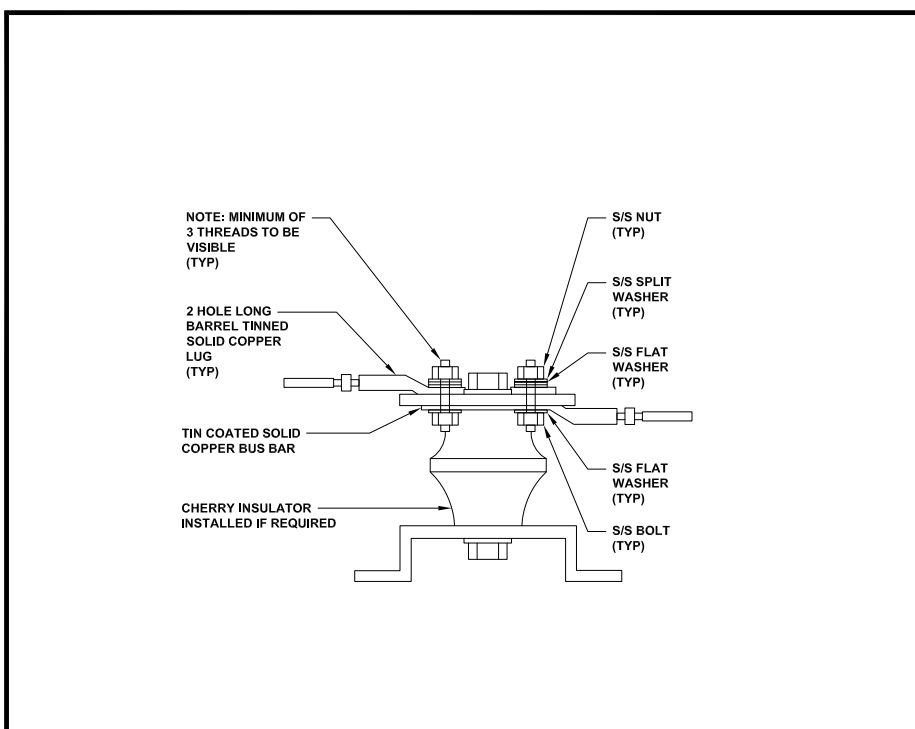 NOTE: MINIMUM OF
3 THREADS TO BE
VISIBLE
(TYP)
2 HOLE LONG
BARREL TINNED
SOLID COPPER
LUG
(TYP)
TIN COATED SOLID
COPPER BUS BAR
CHERRY INSULATOR
INSTALLED IF REQUIRED
S/S NUT
(TYP)
S/S SPLIT
WASHER
(TYP)
S/S FLAT
WASHER
(TYP)
S/S FLAT
WASHER
(TYP)
S/S BOLT
(TYP)